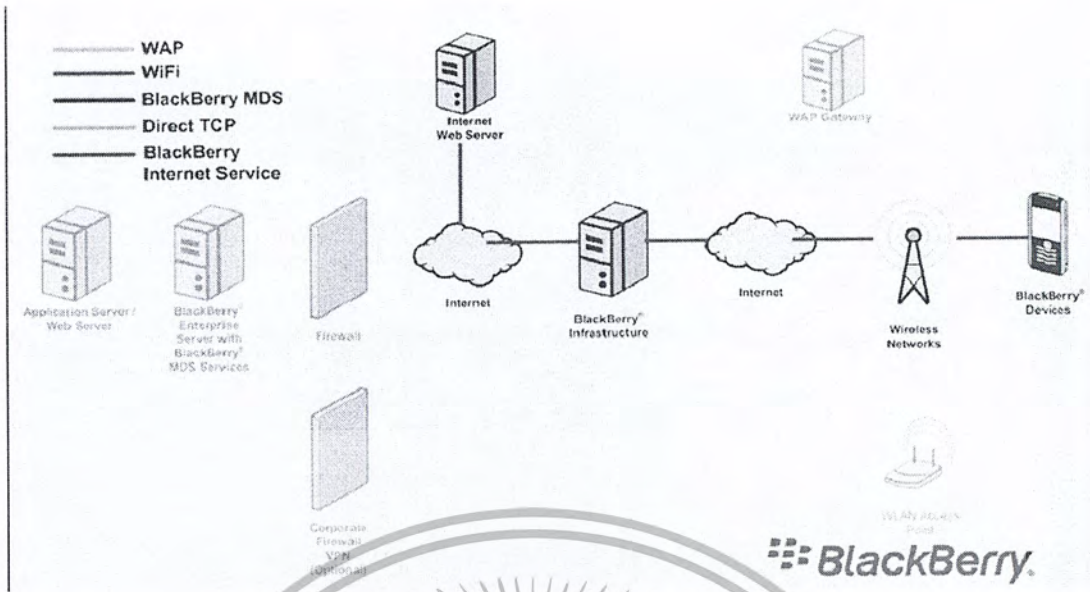 WAP
WiFi
BlackBerry MDS
Direct TCP
BlackBerry
Internet Service
Internet
Web Server
WAP Gateway
Application Server /
Web Server
BlackBerry®
Enterprise
Server with
BlackBerry®
MDS Services
Firewall
Internet
BlackBerry®
Infrastructure
Internet
Wireless
Networks
BlackBerry®
Devices
Corporate
Firewall
VPN
(Optional)
WLAN Access
Point
BlackBerry.